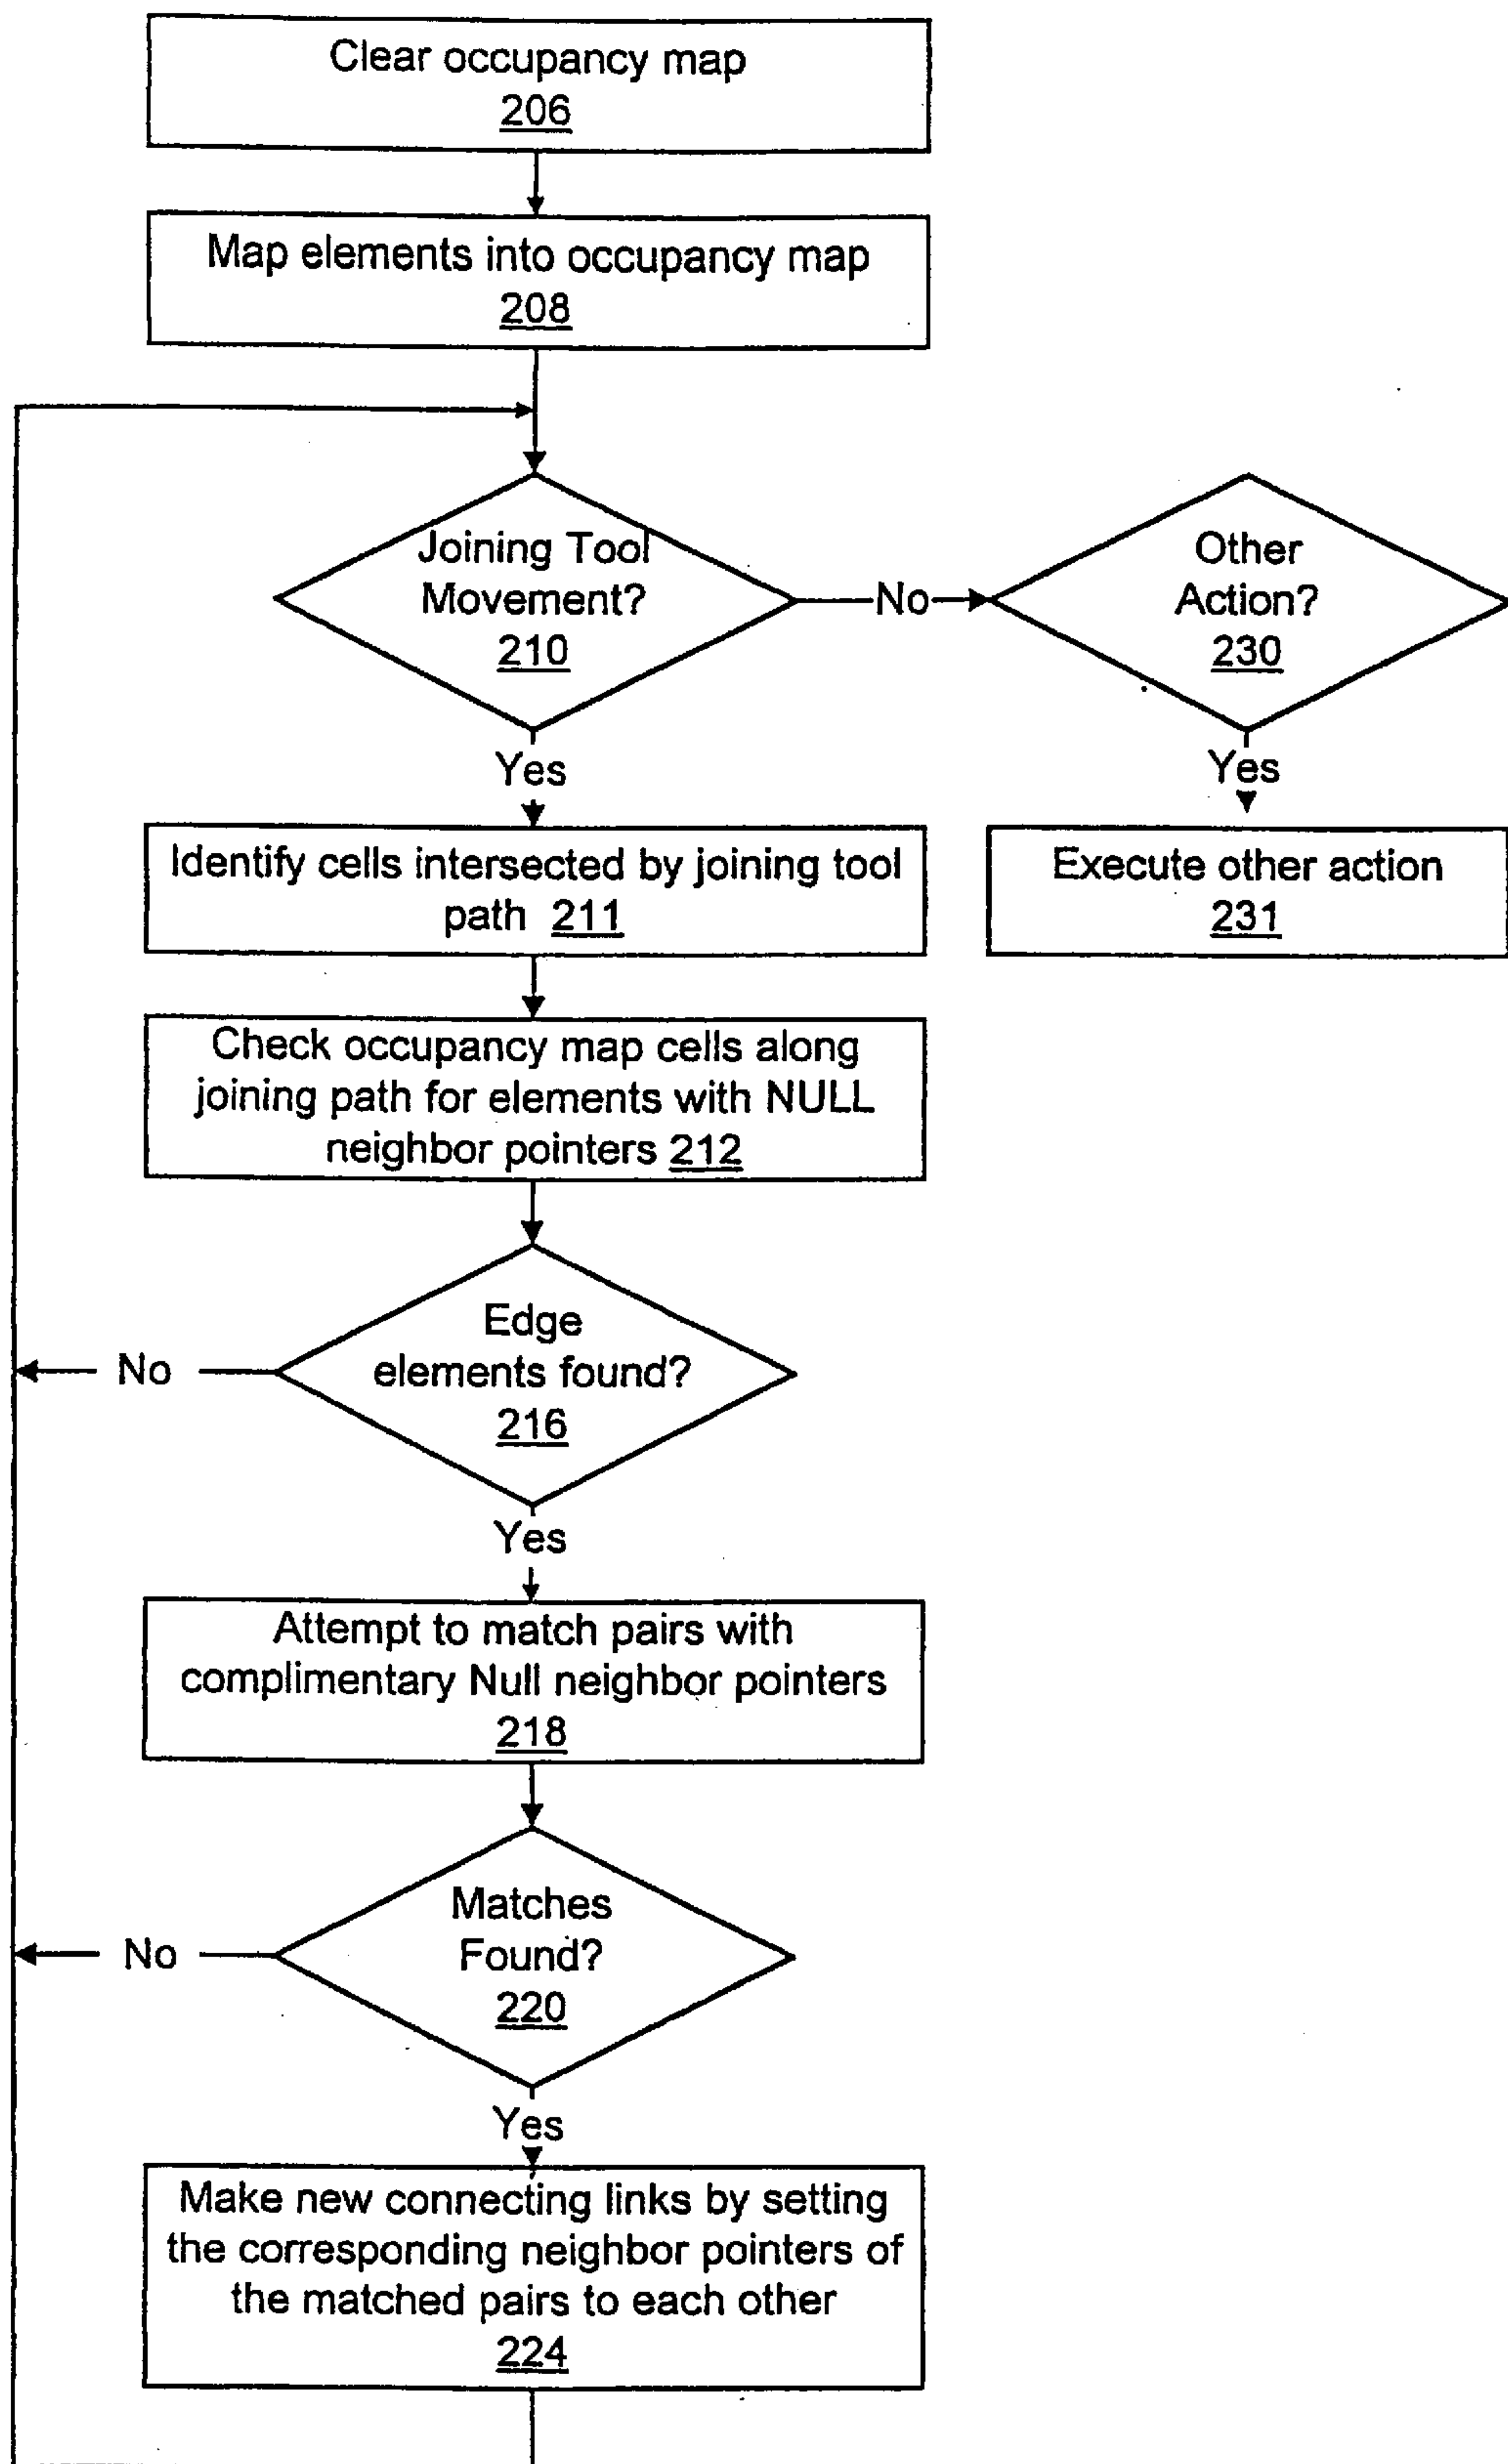 Clear occupancy map
206
Map elements into occupancy map
208
Joining Tool
Movement?
210
No
Other
Action?
230
Yes
Yes
Identify cells intersected by joining tool
path 211
Execute other action
231
Check occupancy map cells along
joining path for elements with NULL
neighbor pointers 212
Edge
elements found?
216
No
Yes
Attempt to match pairs with
complimentary Null neighbor pointers
218
Matches
Found?
220
No
Yes
Make new connecting links by setting
the corresponding neighbor pointers of
the matched pairs to each other
224